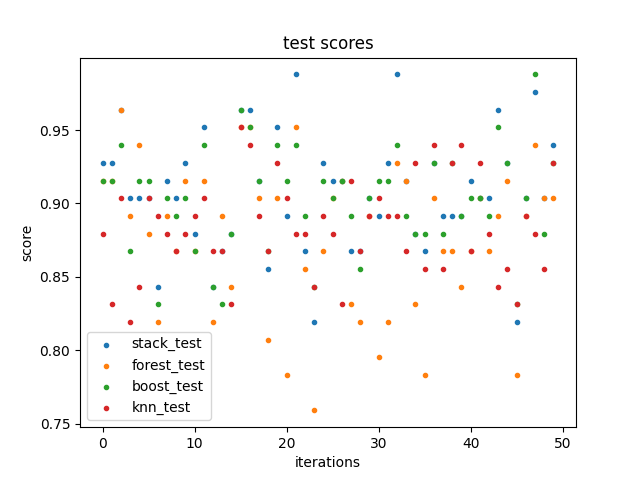 test scores
score
0.95
0.90
0.85
0.80
0.75
stack_test
forest_test
boost_test
knn_test
0 10 20 30 40 50
iterations